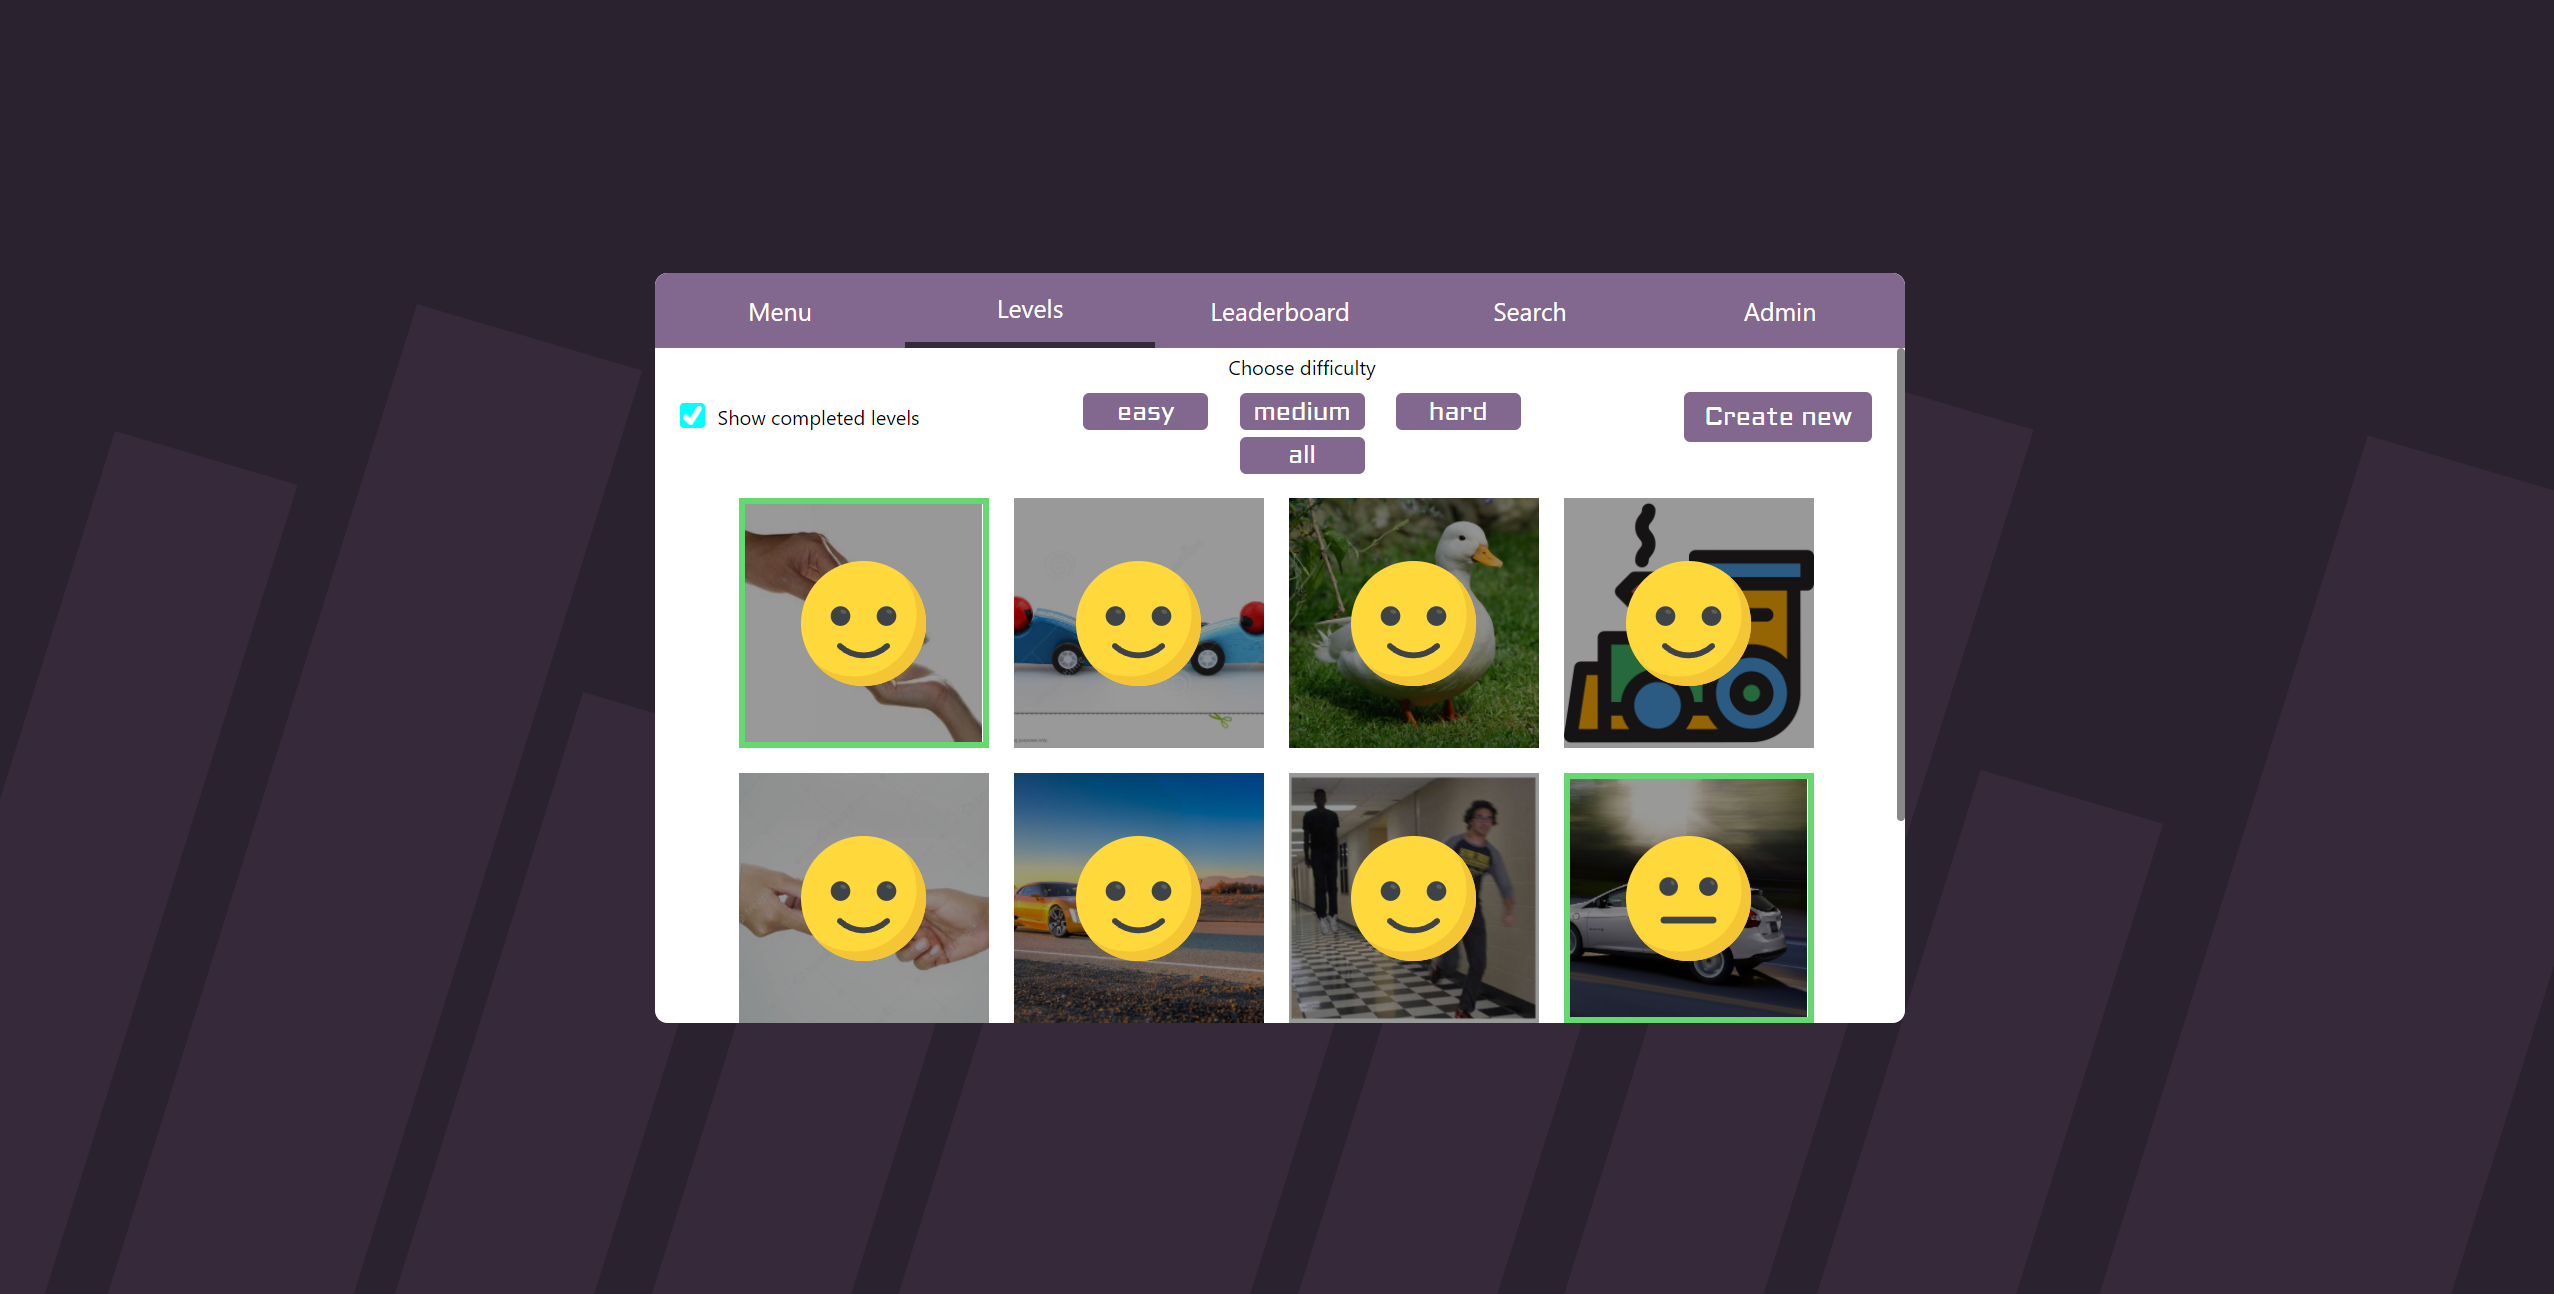 Menu
Levels
Leaderboard
Search
Admin
Choose difficulty
Show completed levels
easy
medium
hard
all
Create new